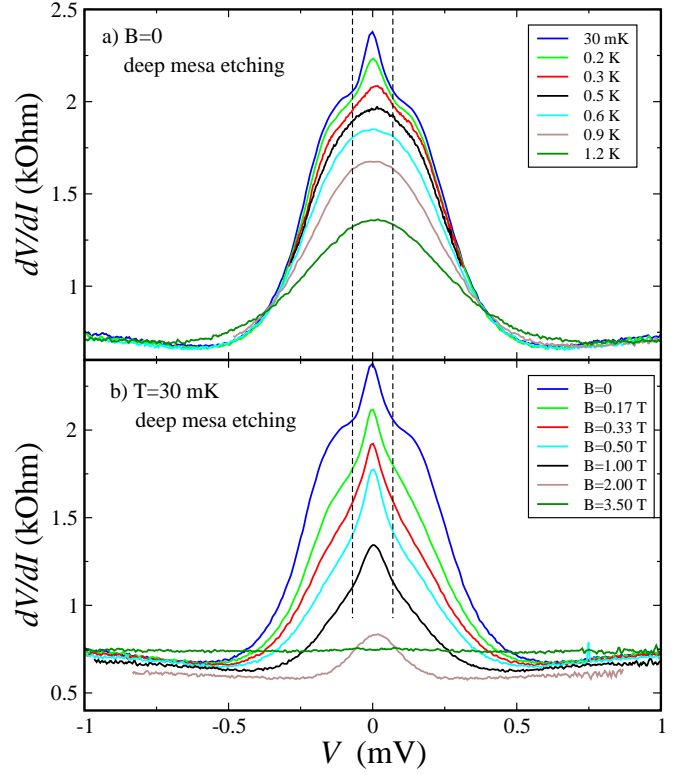 a) B=0
deep mesa etching
30 mK
0.2 K
0.3 K
0.5 K
0.6 K
0.9 K
1.2 K
2.5
2
1.5
1
dV/dI (kOhm)
b) T=30 mK
deep mesa etching
B=0
B=0.17 T
B=0.33 T
B=0.50 T
B=1.00 T
B=2.00 T
B=3.50 T
2
1.5
1
0.5
dV/dI (kOhm)
-1 -0.5 0 0.5 1
V (mV)